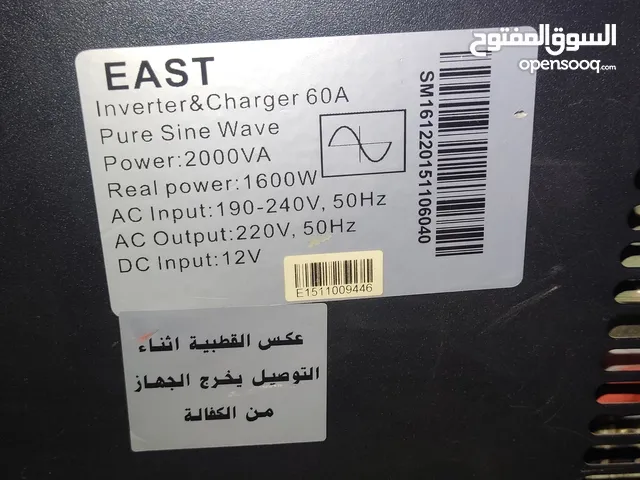 السوق المفتوح
opensooq.com
EAST
Inverter&Charger 60A
Pure Sine Wave
Power:2000VA
Real power:1600W
AC Input:190-240V, 50Hz
AC Output:220V, 50Hz
DC Input:12V
SM161220151106040
E1511009446
عكس القطبية اثناء
التوصيل يخرج الجهاز
من الكفالة